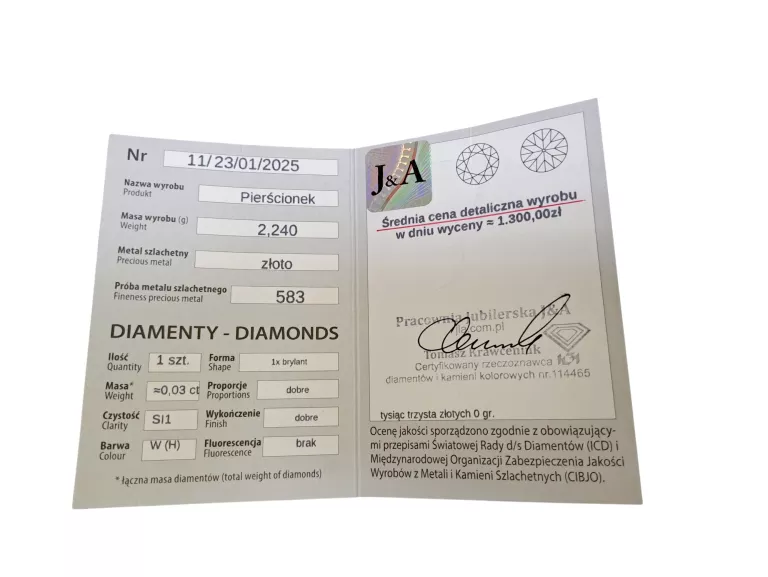 Nr 11/23/01/2025
Nazwa wyrobu
Produkt
Pierścionek
Masa wyrobu (g)
Weight
2,240
Metal szlachetny
Precious metal
złoto
Próba metalu szlachetnego
Fineness precious metal
583
DIAMENTY - DIAMONDS
Ilość
Quantity
1 szt.
Forma
Shape
1x brylant
Masa*
Weight
≈0,03 ct
Proporcje
Proportions
dobre
Czystość
Clarity
SI1
Wykończenie
Finish
dobre
Barwa
Colour
W (H)
Fluorescencja
Fluorescence
brak
* łączna masa diamentów (total weight of diamonds)
J&A
Średnia cena detaliczna wyrobu
w dniu wyceny ≈ 1.300,00zł
Pracownia Jubilerska J&A
jia.com.pl
Tomasz Krawczeniuk
Certyfikowany rzeczoznawca
diamentów i kamieni kolorowych nr.114465
tysiąc trzysta złotych 0 gr.
Ocenę jakości sporządzono zgodnie z obowiązujący-
mi przepisami Światowej Rady d/s Diamentów (ICD) i
Międzynarodowej Organizacji Zabezpieczenia Jakości
Wyrobów z Metali i Kamieni Szlachetnych (CIBJO).